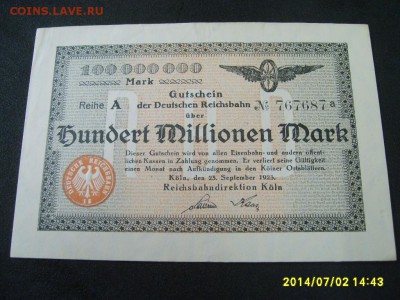 COINS.LAVE.RU
100 000 000
Mark
Gutschein
Reihe A der Deutschen Reichsbahn № 767687
über
Hundert Millionen Mark
Dieser Gutschein wird von allen Eisenbahn- und andern öffent-
lichen Kassen in Zahlung genommen. Er verliert seine Gültigkeit
einen Monat nach Aufkündigung in den Kölner Ortsblättern.
Köln, den 25. September 1923.
Reichsbahndirektion Köln
2014/07/02 14:43